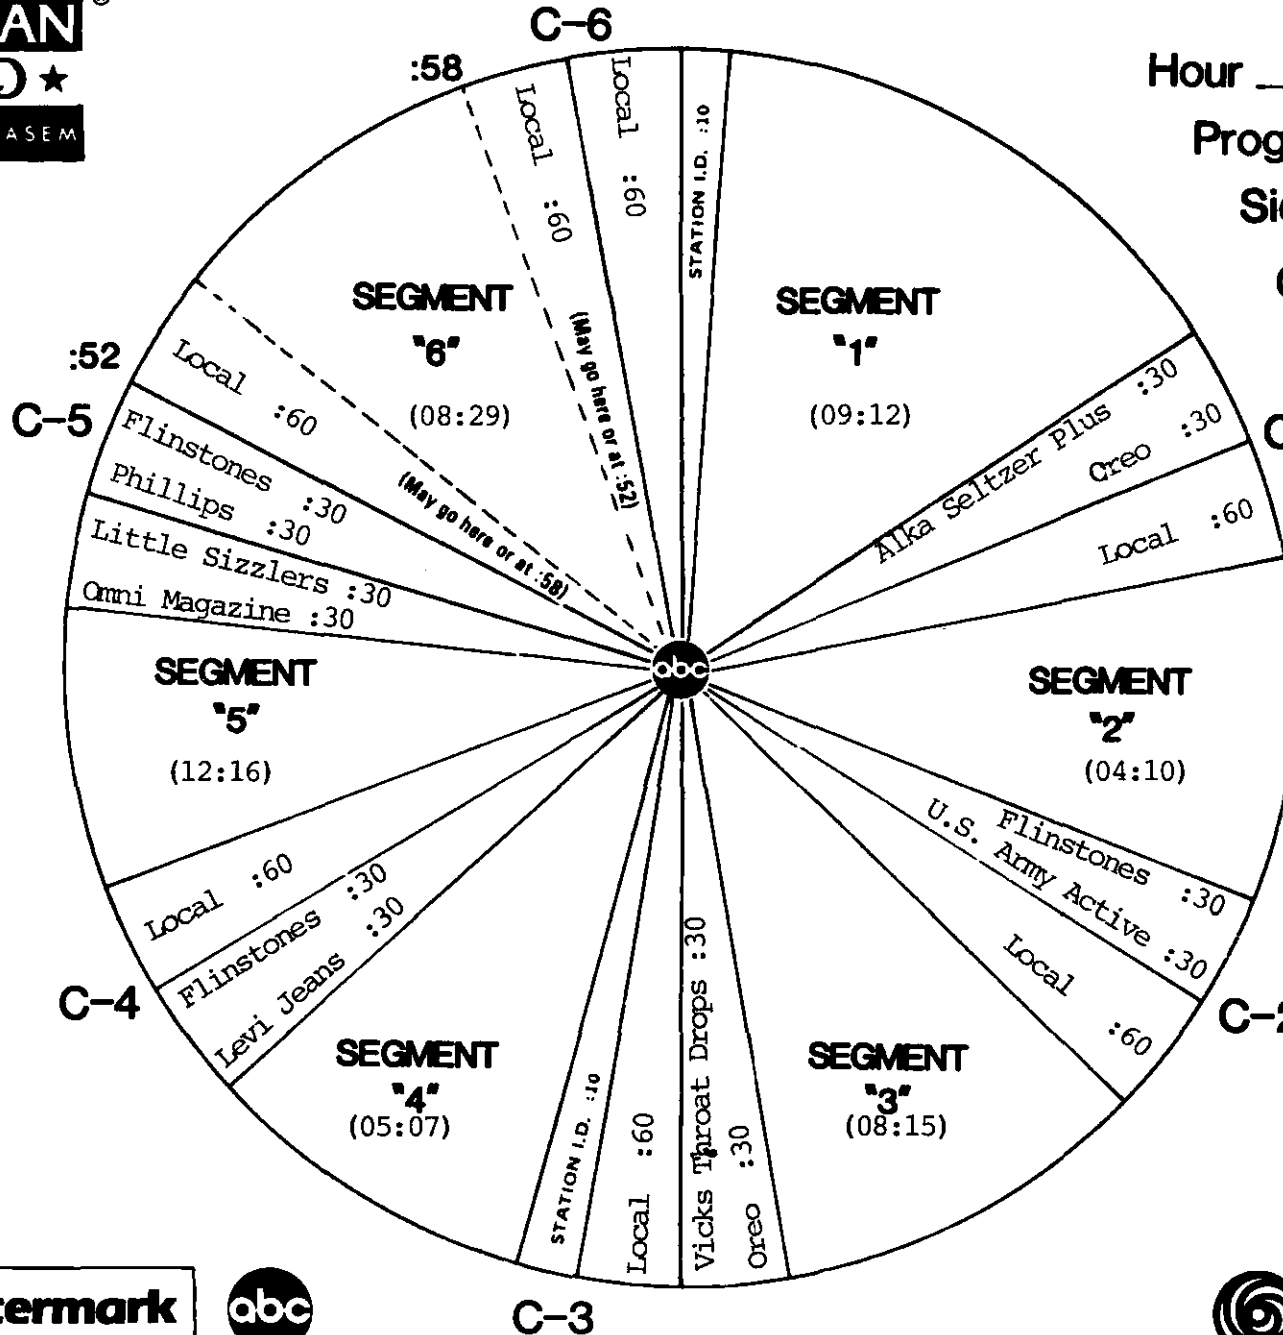 AN
ASEM
C-6
:58
Hour
Local :60
Local :60
STATION I.D. :10
SEGMENT
"6"
(08:29)
(May go here or at :52)
SEGMENT
"1"
(09:12)
:52
C-5
Local :60
(May go here or at :58)
Flinstones :30
Phillips :30
Little Sizzlers :30
Omni Magazine :30
Alka Seltzer Plus :30
Oreo :30
Local :60
abc
SEGMENT
"5"
(12:16)
SEGMENT
"2"
(04:10)
Flinstones :30
U.S. Army Active :30
Local :60
C-2
Local :60
C-4
Flinstones :30
Levi Jeans :30
SEGMENT
"4"
(05:07)
STATION I.D. :10
Local :60
Vicks Throat Drops :30
Oreo :30
SEGMENT
"3"
(08:15)
C-3
termark
abc